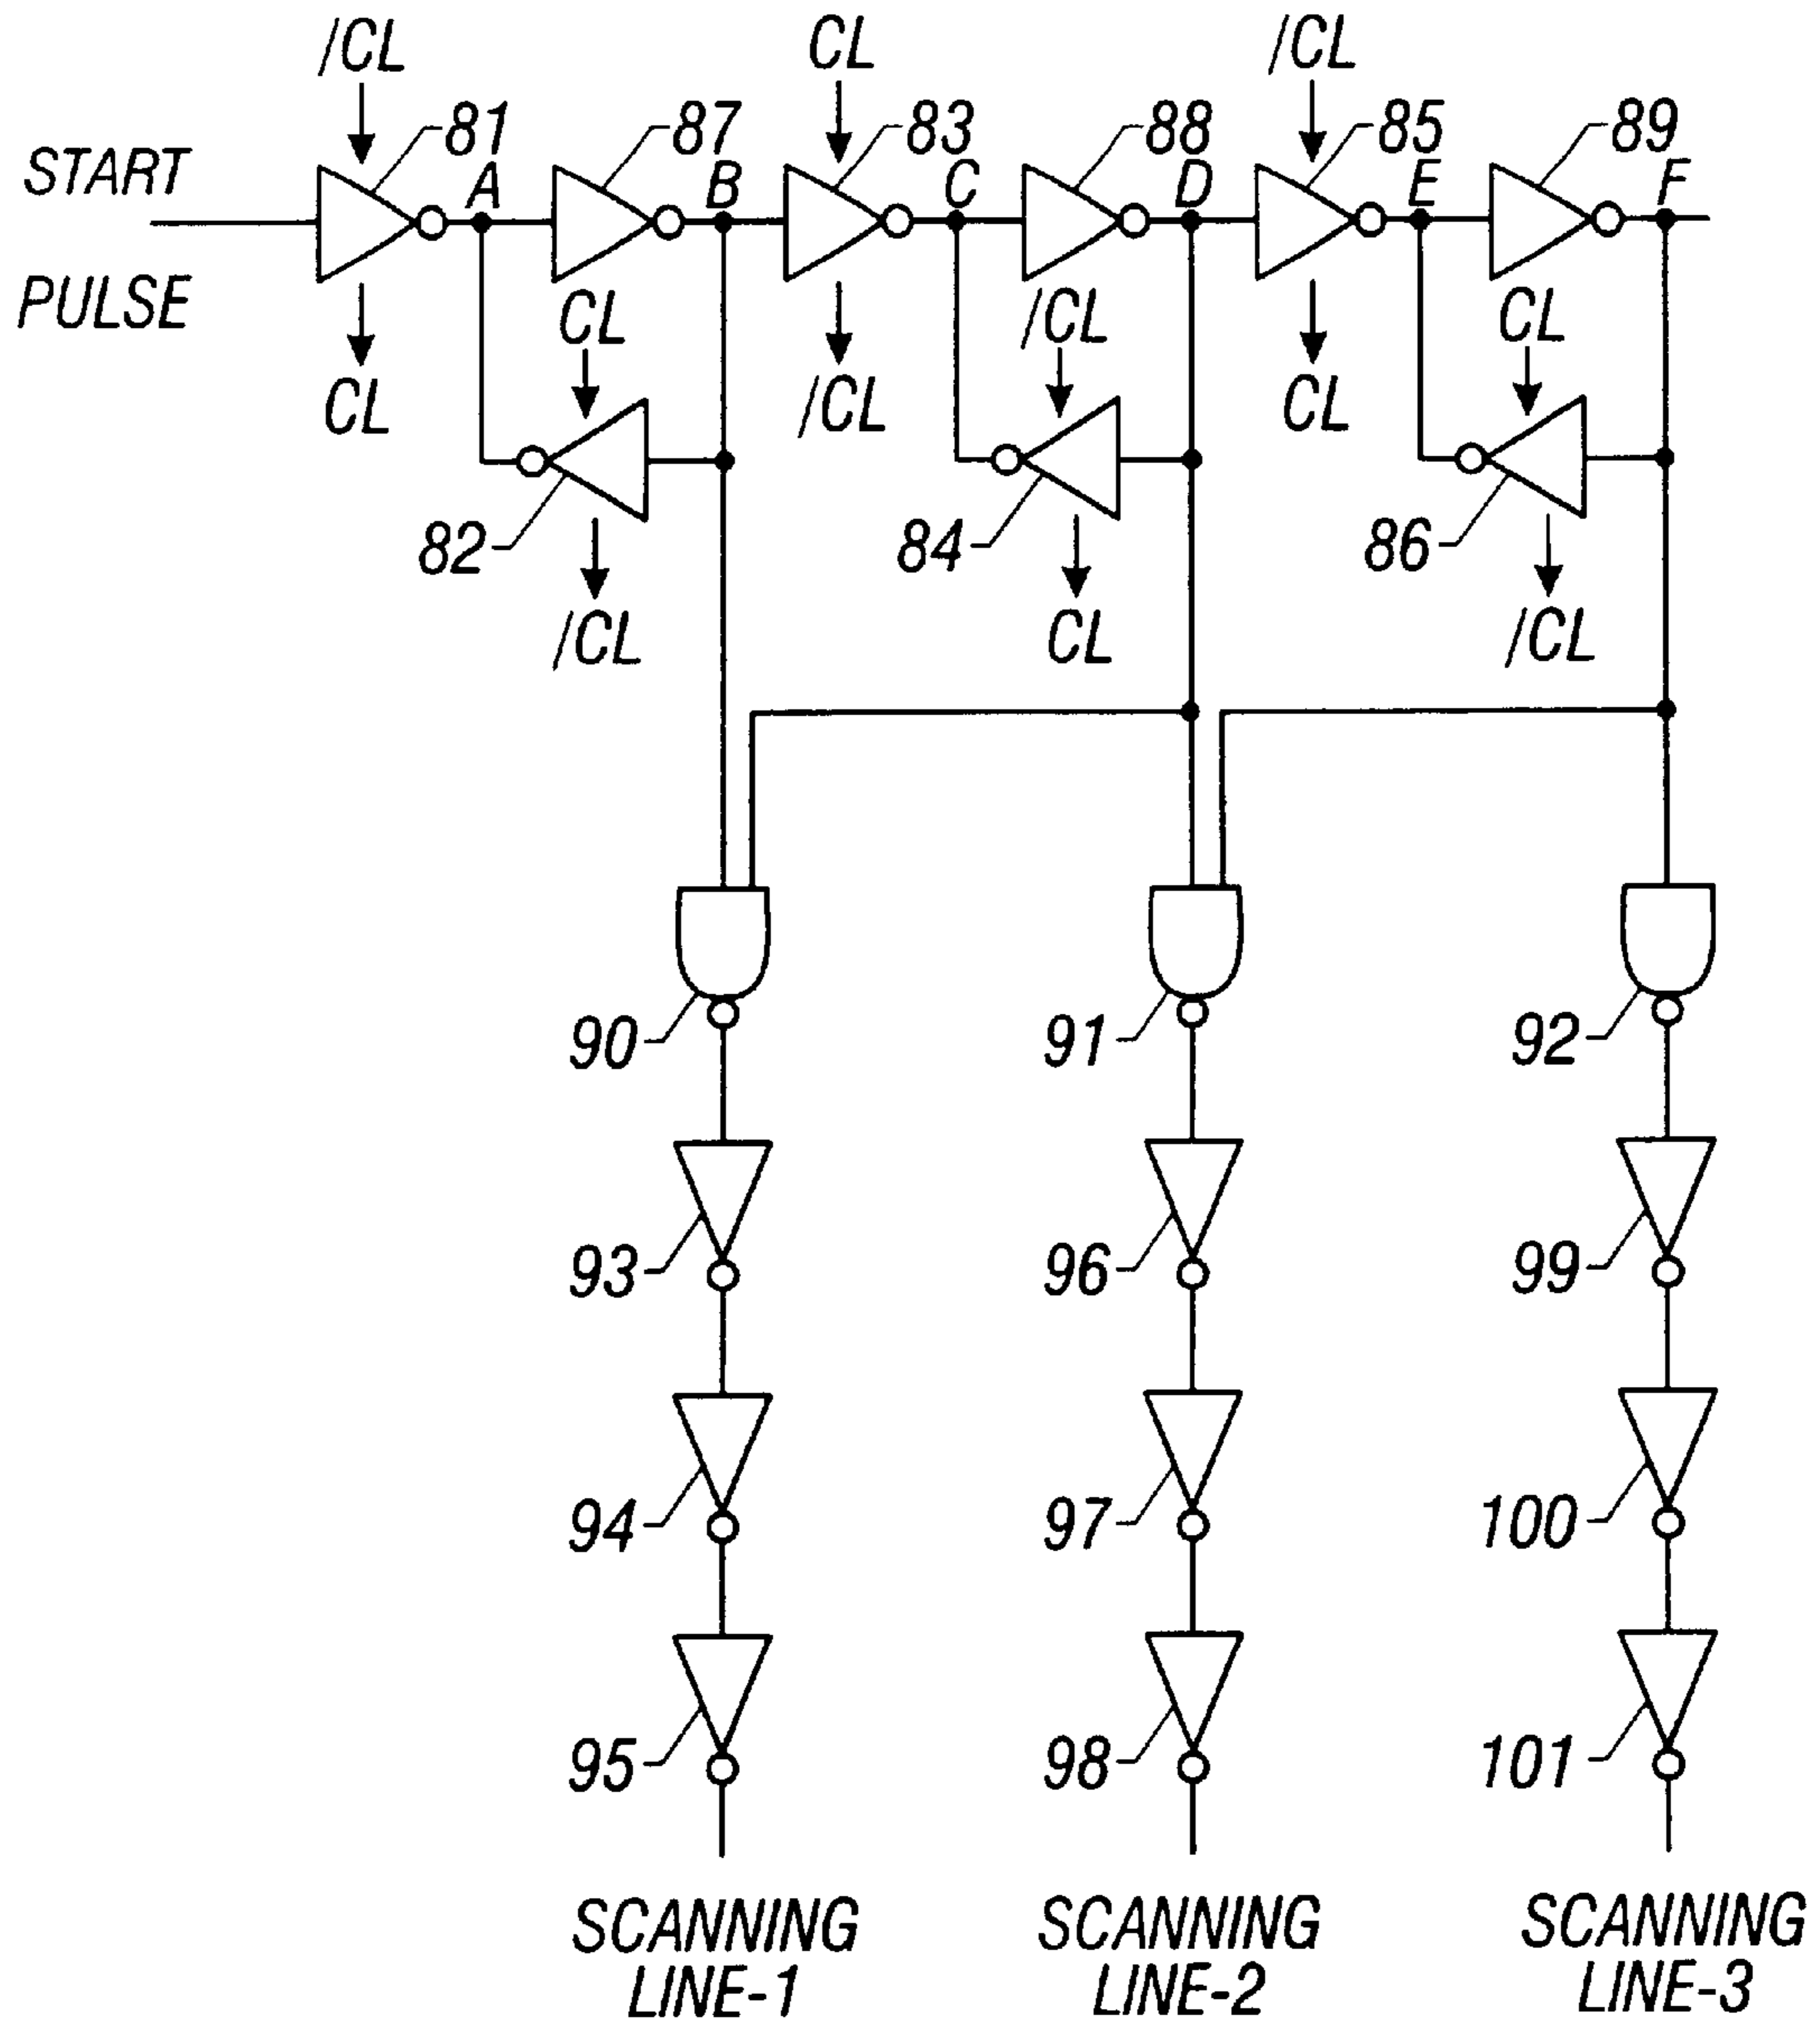 /CL
CL
/CL
81
87
83
88
85
89
START
A
B
C
D
E
F
PULSE
CL
/CL
CL
CL
/CL
CL
82
84
86
/CL
CL
/CL
90
91
92
93
96
99
94
97
100
95
98
101
SCANNING
LINE-1
SCANNING
LINE-2
SCANNING
LINE-3